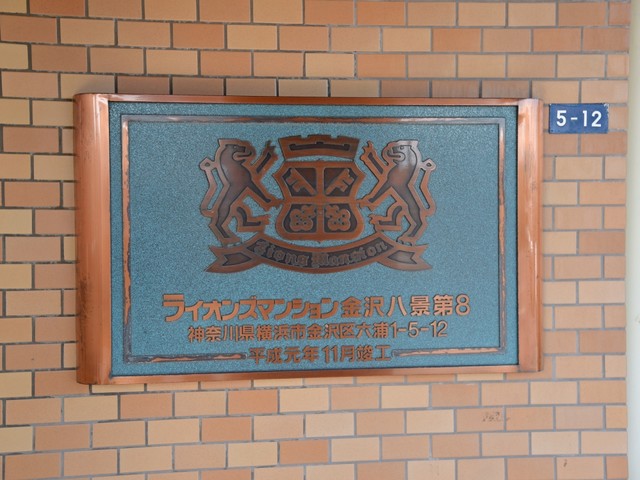 Lions Mansion
ライオンズマンション金沢八景第8
神奈川県横浜市金沢区六浦1-5-12
平成元年11月竣工
5-12